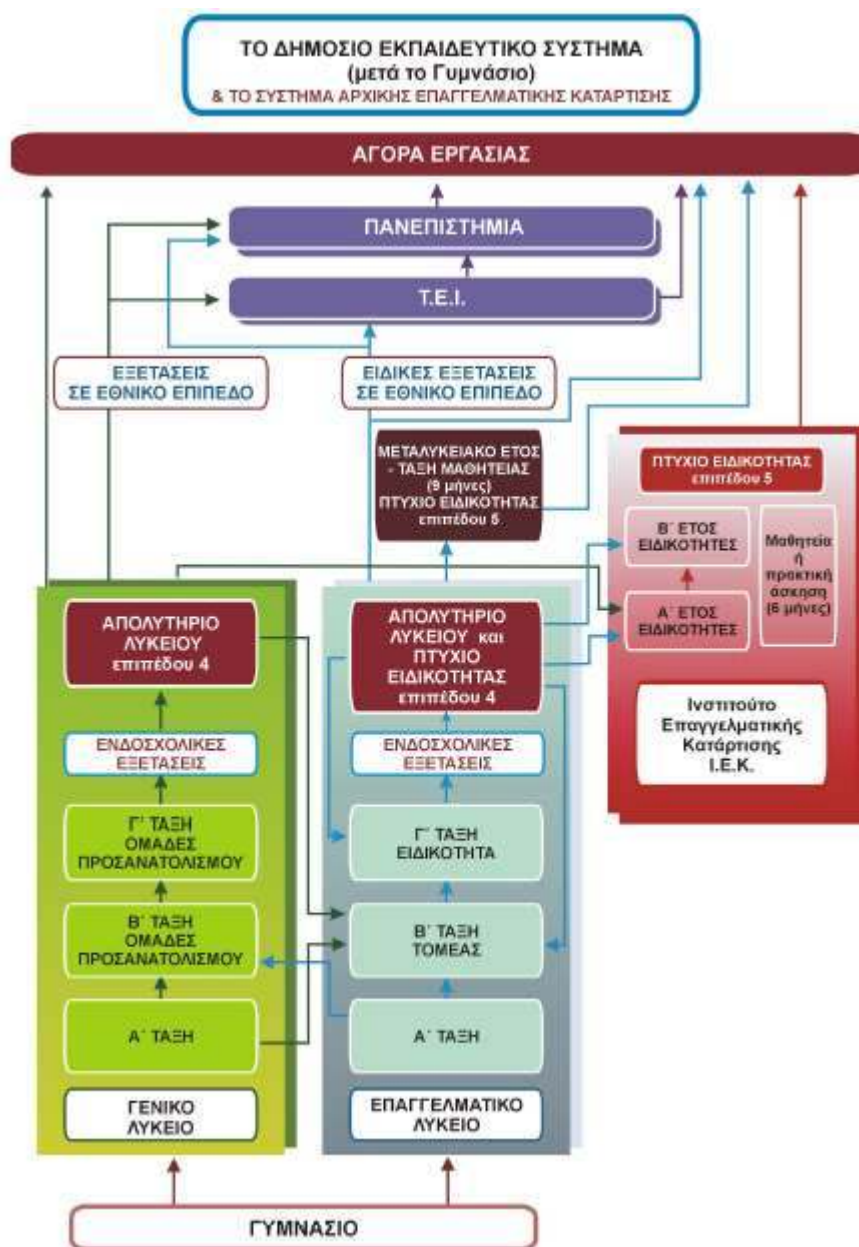 ΤΟ ΔΗΜΟΣΙΟ ΕΚΠΑΙΔΕΥΤΙΚΟ ΣΥΣΤΗΜΑ
(μετά το Γυμνάσιο)
& ΤΟ ΣΥΣΤΗΜΑ ΑΡΧΙΚΗΣ ΕΠΑΓΓΕΛΜΑΤΙΚΗΣ ΚΑΤΑΡΤΙΣΗΣ
ΑΓΟΡΑ ΕΡΓΑΣΙΑΣ
ΠΑΝΕΠΙΣΤΗΜΙΑ
Τ.Ε.Ι.
ΕΞΕΤΑΣΕΙΣ
ΣΕ ΕΘΝΙΚΟ ΕΠΙΠΕΔΟ
ΕΙΔΙΚΕΣ ΕΞΕΤΑΣΕΙΣ
ΣΕ ΕΘΝΙΚΟ ΕΠΙΠΕΔΟ
ΜΕΤΑΛΥΚΕΙΑΚΟ ΕΤΟΣ
- ΤΑΞΗ ΜΑΘΗΤΕΙΑΣ
(9 μήνες)
ΠΤΥΧΙΟ ΕΙΔΙΚΟΤΗΤΑΣ
επιπέδου 5
ΠΤΥΧΙΟ ΕΙΔΙΚΟΤΗΤΑΣ
επιπέδου 5
Β΄ ΕΤΟΣ
ΕΙΔΙΚΟΤΗΤΕΣ
Μαθητεία
ή
πρακτική
άσκηση
(6 μήνες)
Α΄ ΕΤΟΣ
ΕΙΔΙΚΟΤΗΤΕΣ
Ινστιτούτο
Επαγγελματικής
Κατάρτισης
Ι.Ε.Κ.
ΑΠΟΛΥΤΗΡΙΟ
ΛΥΚΕΙΟΥ
επιπέδου 4
ΕΝΔΟΣΧΟΛΙΚΕΣ
ΕΞΕΤΑΣΕΙΣ
Γ΄ ΤΑΞΗ
ΟΜΑΔΕΣ
ΠΡΟΣΑΝΑΤΟΛΙΣΜΟΥ
Β΄ ΤΑΞΗ
ΟΜΑΔΕΣ
ΠΡΟΣΑΝΑΤΟΛΙΣΜΟΥ
Α΄ ΤΑΞΗ
ΓΕΝΙΚΟ
ΛΥΚΕΙΟ
ΑΠΟΛΥΤΗΡΙΟ
ΛΥΚΕΙΟΥ και
ΠΤΥΧΙΟ
ΕΙΔΙΚΟΤΗΤΑΣ
επιπέδου 4
ΕΝΔΟΣΧΟΛΙΚΕΣ
ΕΞΕΤΑΣΕΙΣ
Γ΄ ΤΑΞΗ
ΕΙΔΙΚΟΤΗΤΑ
Β΄ ΤΑΞΗ
ΤΟΜΕΑΣ
Α΄ ΤΑΞΗ
ΕΠΑΓΓΕΛΜΑΤΙΚΟ
ΛΥΚΕΙΟ
ΓΥΜΝΑΣΙΟ